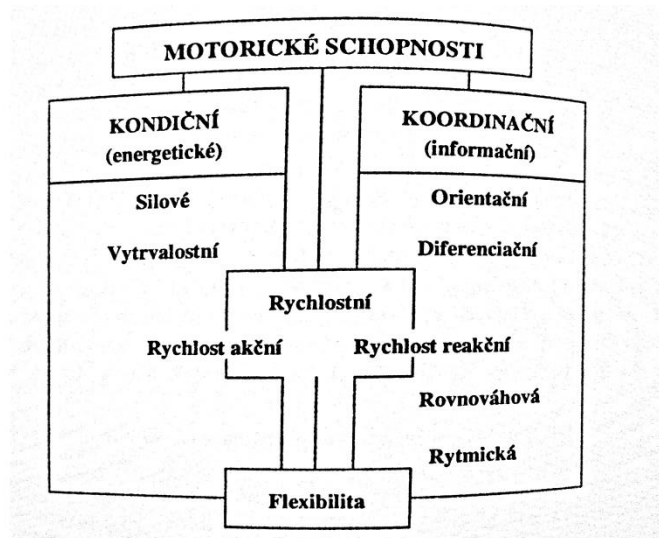 MOTORICKÉ SCHOPNOSTI
KONDIČNÍ
(energetické)
KOORDINAČNÍ
(informační)
Silové
Orientační
Vytrvalostní
Diferenciační
Rychlostní
Rychlost akční
Rychlost reakční
Rovnováhová
Rytmická
Flexibilita